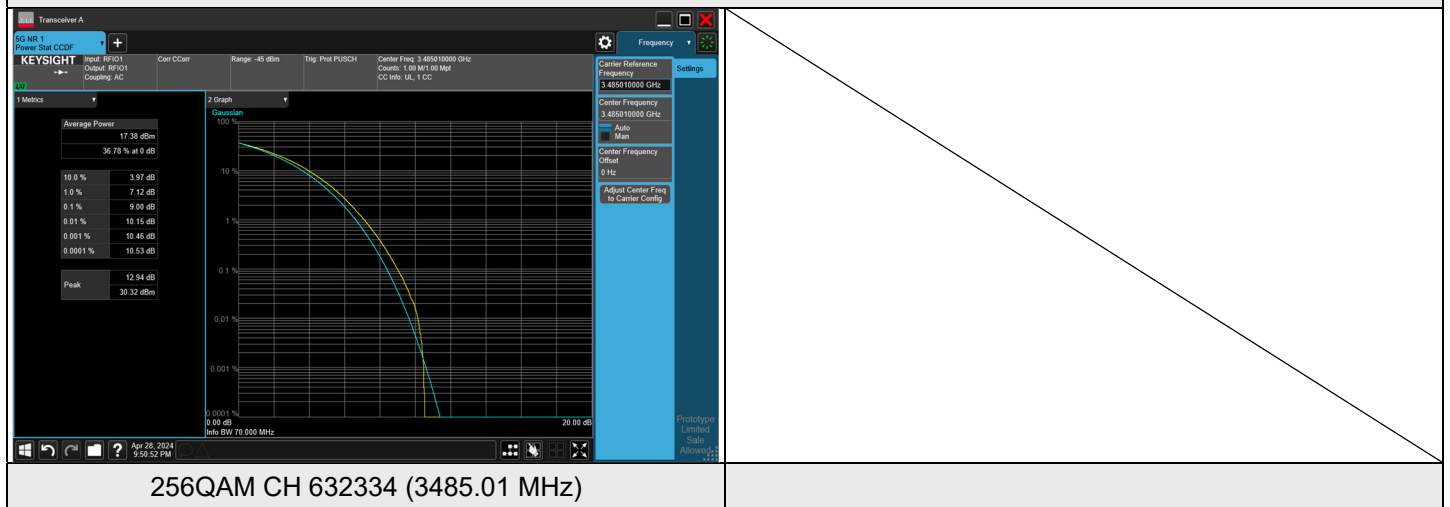 Transceiver A
5G NR 1
Power Stat CCDF
+
Frequency
KEYSIGHT
Input: RFIO1
Output: RFIO1
Coupling: AC
Corr CCorr
Range: -45 dBm
Trig: Prot PUSCH
Center Freq: 3.485010000 GHz
Counts: 1.00 M/1.00 Mpt
CC Info: UL, 1 CC
Carrier Reference
Frequency
3.485010000 GHz
Settings
Center Frequency
3.485010000 GHz
Auto
Man
Center Frequency
Offset
0 Hz
Adjust Center Freq
to Carrier Config
1 Metrics
Average Power
17.38 dBm
36.78 % at 0 dB
10.0 % 3.97 dB
1.0 % 7.12 dB
0.1 % 9.00 dB
0.01 % 10.15 dB
0.001 % 10.46 dB
0.0001 % 10.53 dB
Peak
12.94 dB
30.32 dBm
2 Graph
Gaussian
100 %
10 %
1 %
0.1 %
0.01 %
0.001 %
0.0001 %
0.00 dB
20.00 dB
Info BW 70.000 MHz
Prototype
Limited
Sale
Allowed
?
Apr 28, 2024
9:50:52 PM
256QAM CH 632334 (3485.01 MHz)